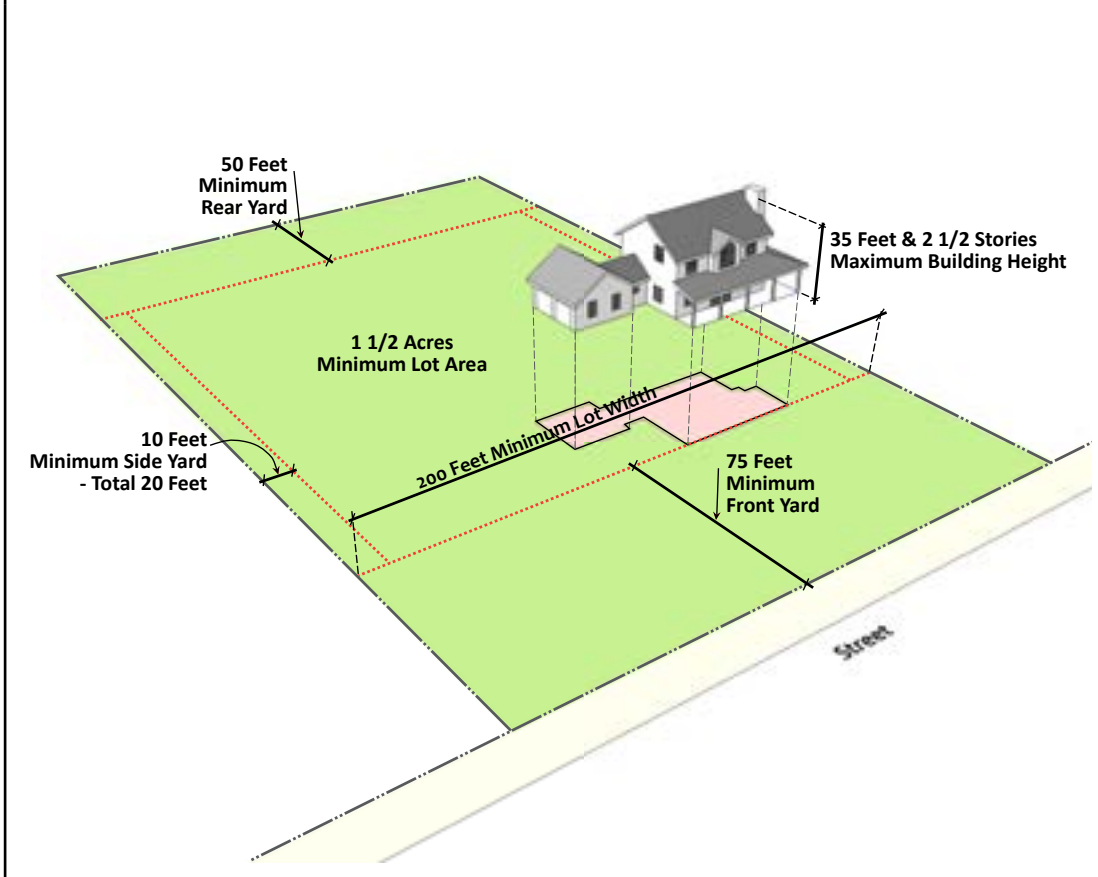 50 Feet
Minimum
Rear Yard
35 Feet & 2 1/2 Stories
Maximum Building Height
1 1/2 Acres
Minimum Lot Area
200 Feet Minimum Lot Width
10 Feet
Minimum Side Yard
- Total 20 Feet
75 Feet
Minimum
Front Yard
Street